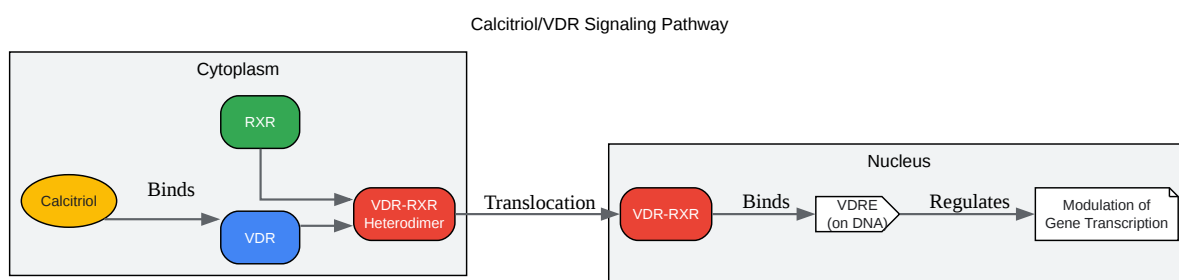 Calcitriol/VDR Signaling Pathway
Cytoplasm
RXR
Calcitriol
Binds
VDR
VDR-RXR
Heterodimer
Translocation
Nucleus
VDR-RXR
Binds
VDRE
(on DNA)
Regulates
Modulation of
Gene Transcription